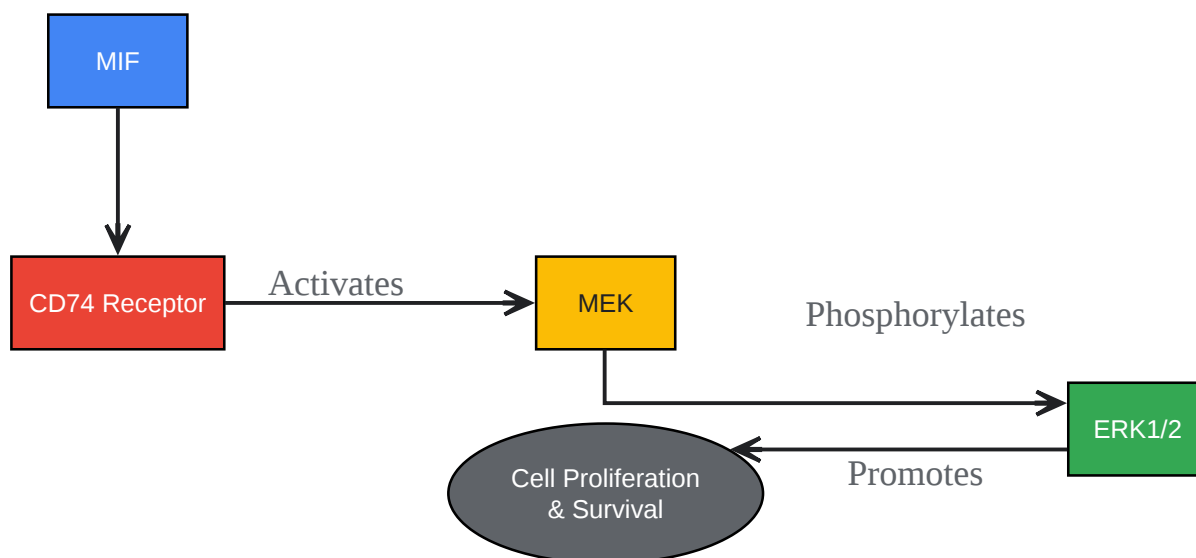 MIF
CD74 Receptor
Activates
MEK
Phosphorylates
ERK1/2
Promotes
Cell Proliferation
& Survival